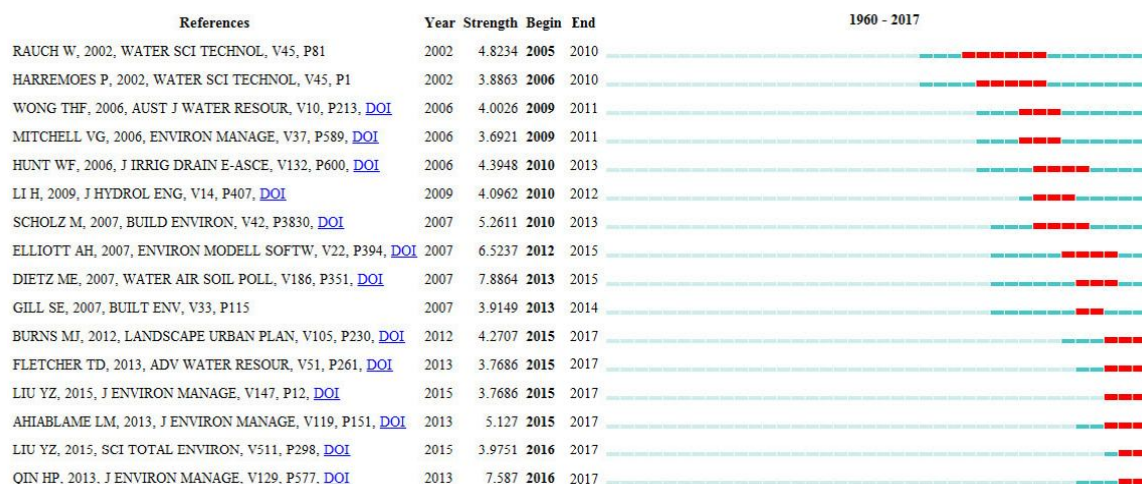 References Year Strength Begin End 1960 - 2017
RAUCH W, 2002, WATER SCI TECHNOL, V45, P81 2002 4.8234 2005 2010
HARREMOES P, 2002, WATER SCI TECHNOL, V45, P1 2002 3.8863 2006 2010
WONG THF, 2006, AUST J WATER RESOUR, V10, P213, DOI 2006 4.0026 2009 2011
MITCHELL VG, 2006, ENVIRON MANAGE, V37, P589, DOI 2006 3.6921 2009 2011
HUNT WF, 2006, J IRRIG DRAIN E-ASCE, V132, P600, DOI 2006 4.3948 2010 2013
LI H, 2009, J HYDROL ENG, V14, P407, DOI 2009 4.0962 2010 2012
SCHOLZ M, 2007, BUILD ENVIRON, V42, P3830, DOI 2007 5.2611 2010 2013
ELLIOTT AH, 2007, ENVIRON MODELL SOFTW, V22, P394, DOI 2007 6.5237 2012 2015
DIETZ ME, 2007, WATER AIR SOIL POLL, V186, P351, DOI 2007 7.8864 2013 2015
GILL SE, 2007, BUILT ENV, V33, P115 2007 3.9149 2013 2014
BURNS MJ, 2012, LANDSCAPE URBAN PLAN, V105, P230, DOI 2012 4.2707 2015 2017
FLETCHER TD, 2013, ADV WATER RESOUR, V51, P261, DOI 2013 3.7686 2015 2017
LIU YZ, 2015, J ENVIRON MANAGE, V147, P12, DOI 2015 3.7686 2015 2017
AHIABLAME LM, 2013, J ENVIRON MANAGE, V119, P151, DOI 2013 5.127 2015 2017
LIU YZ, 2015, SCI TOTAL ENVIRON, V511, P298, DOI 2015 3.9751 2016 2017
QIN HP, 2013, J ENVIRON MANAGE, V129, P577, DOI 2013 7.587 2016 2017